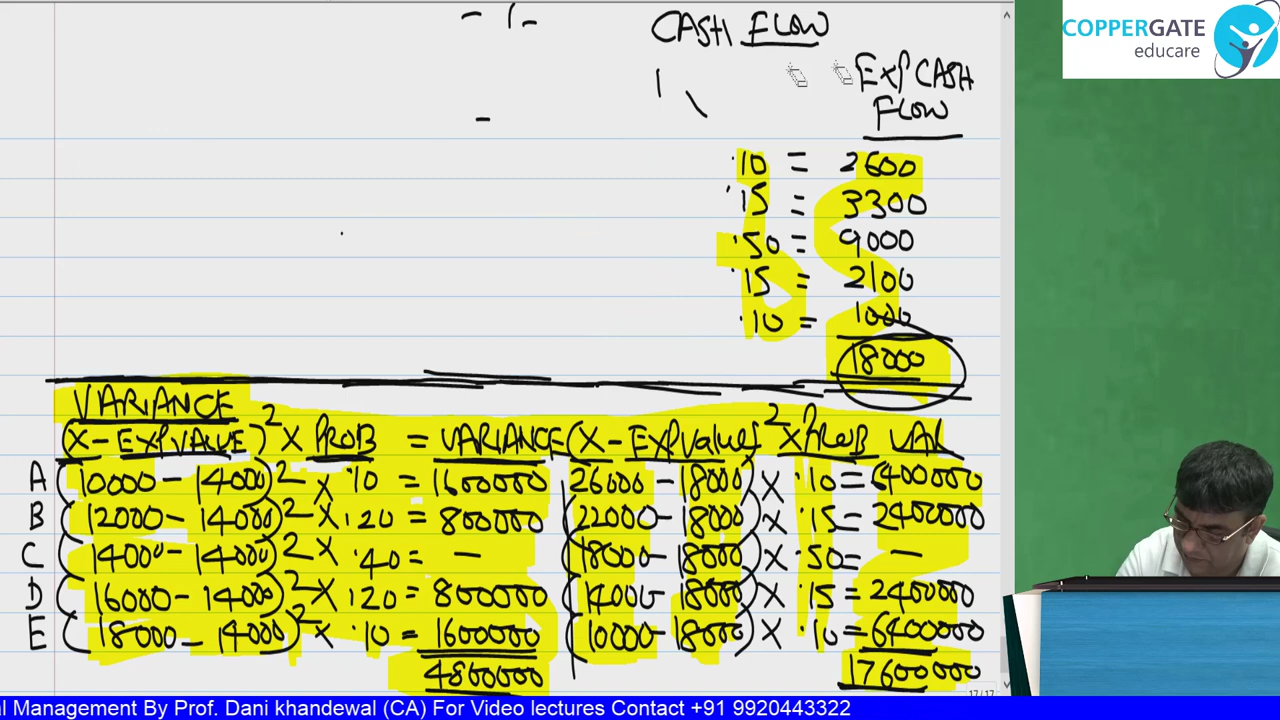 COPPERGATE
educare
CASH FLOW
EXP CASH
FLOW
.10 = 2600
.15 = 3300
.50 = 9000
.15 = 2100
.10 = 1000
18000
VARIANCE
(X - EXP VALUE)² X PROB = VARIANCE (X - EXP Value)² X PROB VAR
A (10000 - 14000)² X .10 = 1600000 (26000 - 18000) X .10 = 6400000
B (12000 - 14000)² X .20 = 800000 (22000 - 18000) X .15 = 2400000
C (14000 - 14000)² X .40 = - (18000 - 18000) X .50 = -
D (16000 - 14000)² X .20 = 800000 (14000 - 18000) X .15 = 2400000
E (18000 - 14000)² X .10 = 1600000 (10000 - 18000) X .10 = 6400000
4800000 17600000
17/17
al Management By Prof. Dani khandewal (CA) For Video lectures Contact +91 9920443322